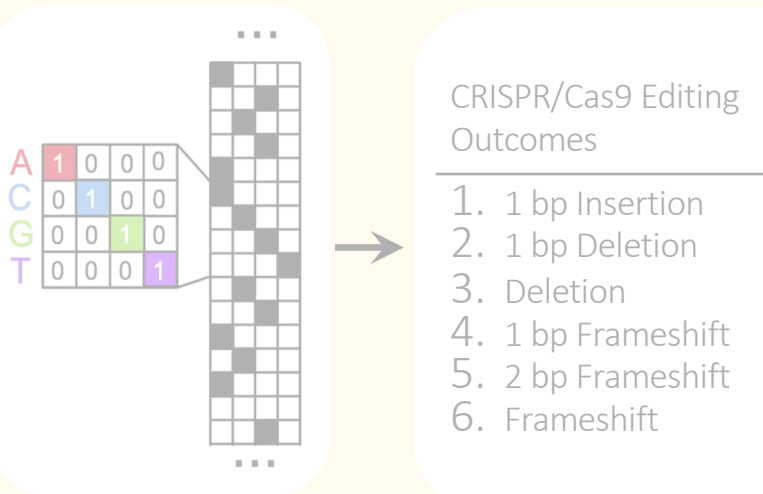 ...
A 1 0 0 0
C 0 1 0 0
G 0 0 1 0
T 0 0 0 1
...
CRISPR/Cas9 Editing
Outcomes
1. 1 bp Insertion
2. 1 bp Deletion
3. Deletion
4. 1 bp Frameshift
5. 2 bp Frameshift
6. Frameshift